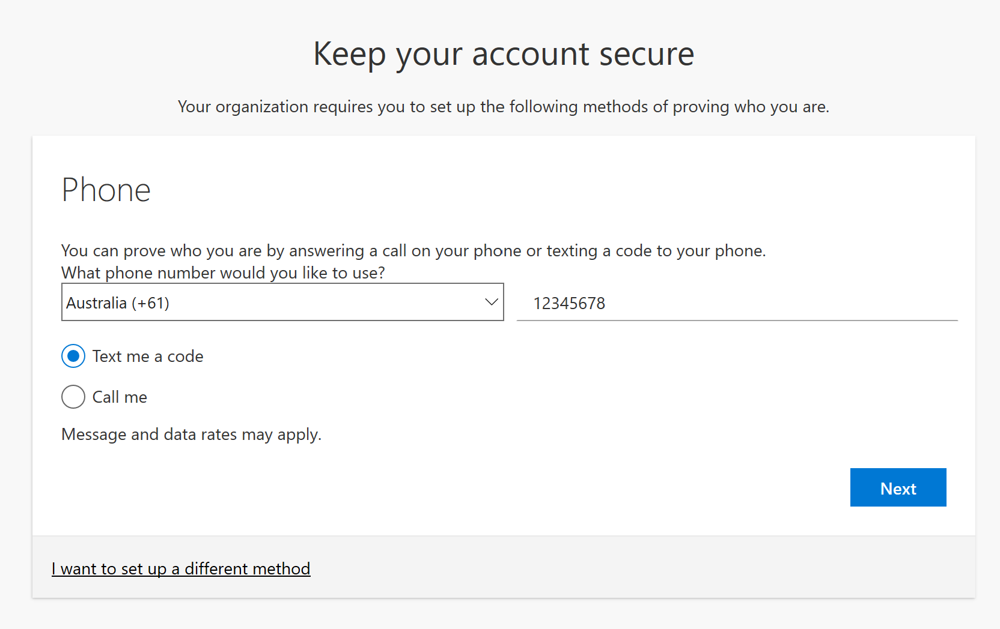 Keep your account secure
Your organization requires you to set up the following methods of proving who you are.
Phone
You can prove who you are by answering a call on your phone or texting a code to your phone.
What phone number would you like to use?
Australia (+61)
12345678
Text me a code
Call me
Message and data rates may apply.
Next
I want to set up a different method